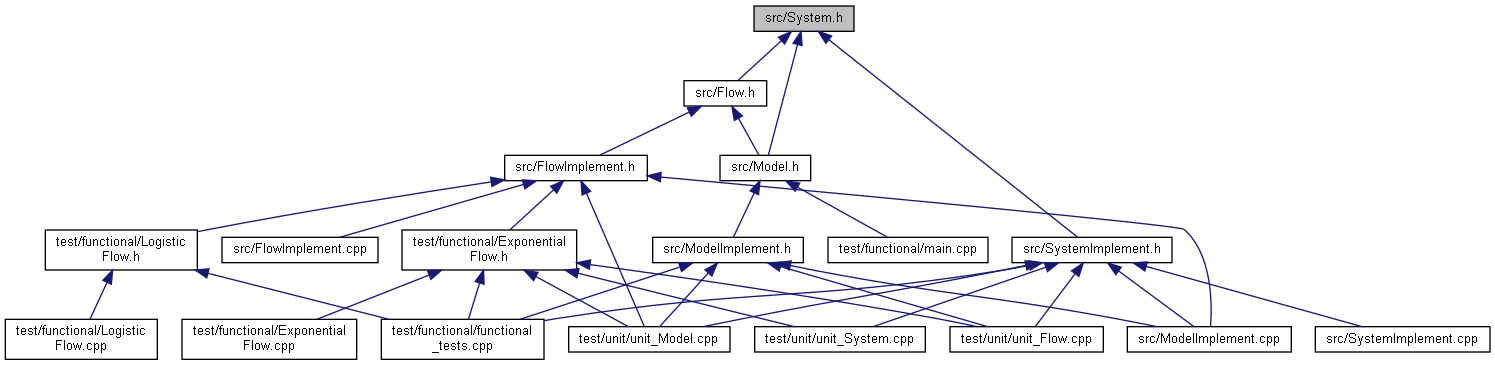 src/System.h
src/Flow.h
src/FlowImplement.h
src/Model.h
test/functional/Logistic
Flow.h
src/FlowImplement.cpp
test/functional/Exponential
Flow.h
src/ModelImplement.h
test/functional/main.cpp
src/SystemImplement.h
test/functional/Logistic
Flow.cpp
test/functional/Exponential
Flow.cpp
test/functional/functional
_tests.cpp
test/unit/unit_Model.cpp
test/unit/unit_System.cpp
test/unit/unit_Flow.cpp
src/ModelImplement.cpp
src/SystemImplement.cpp